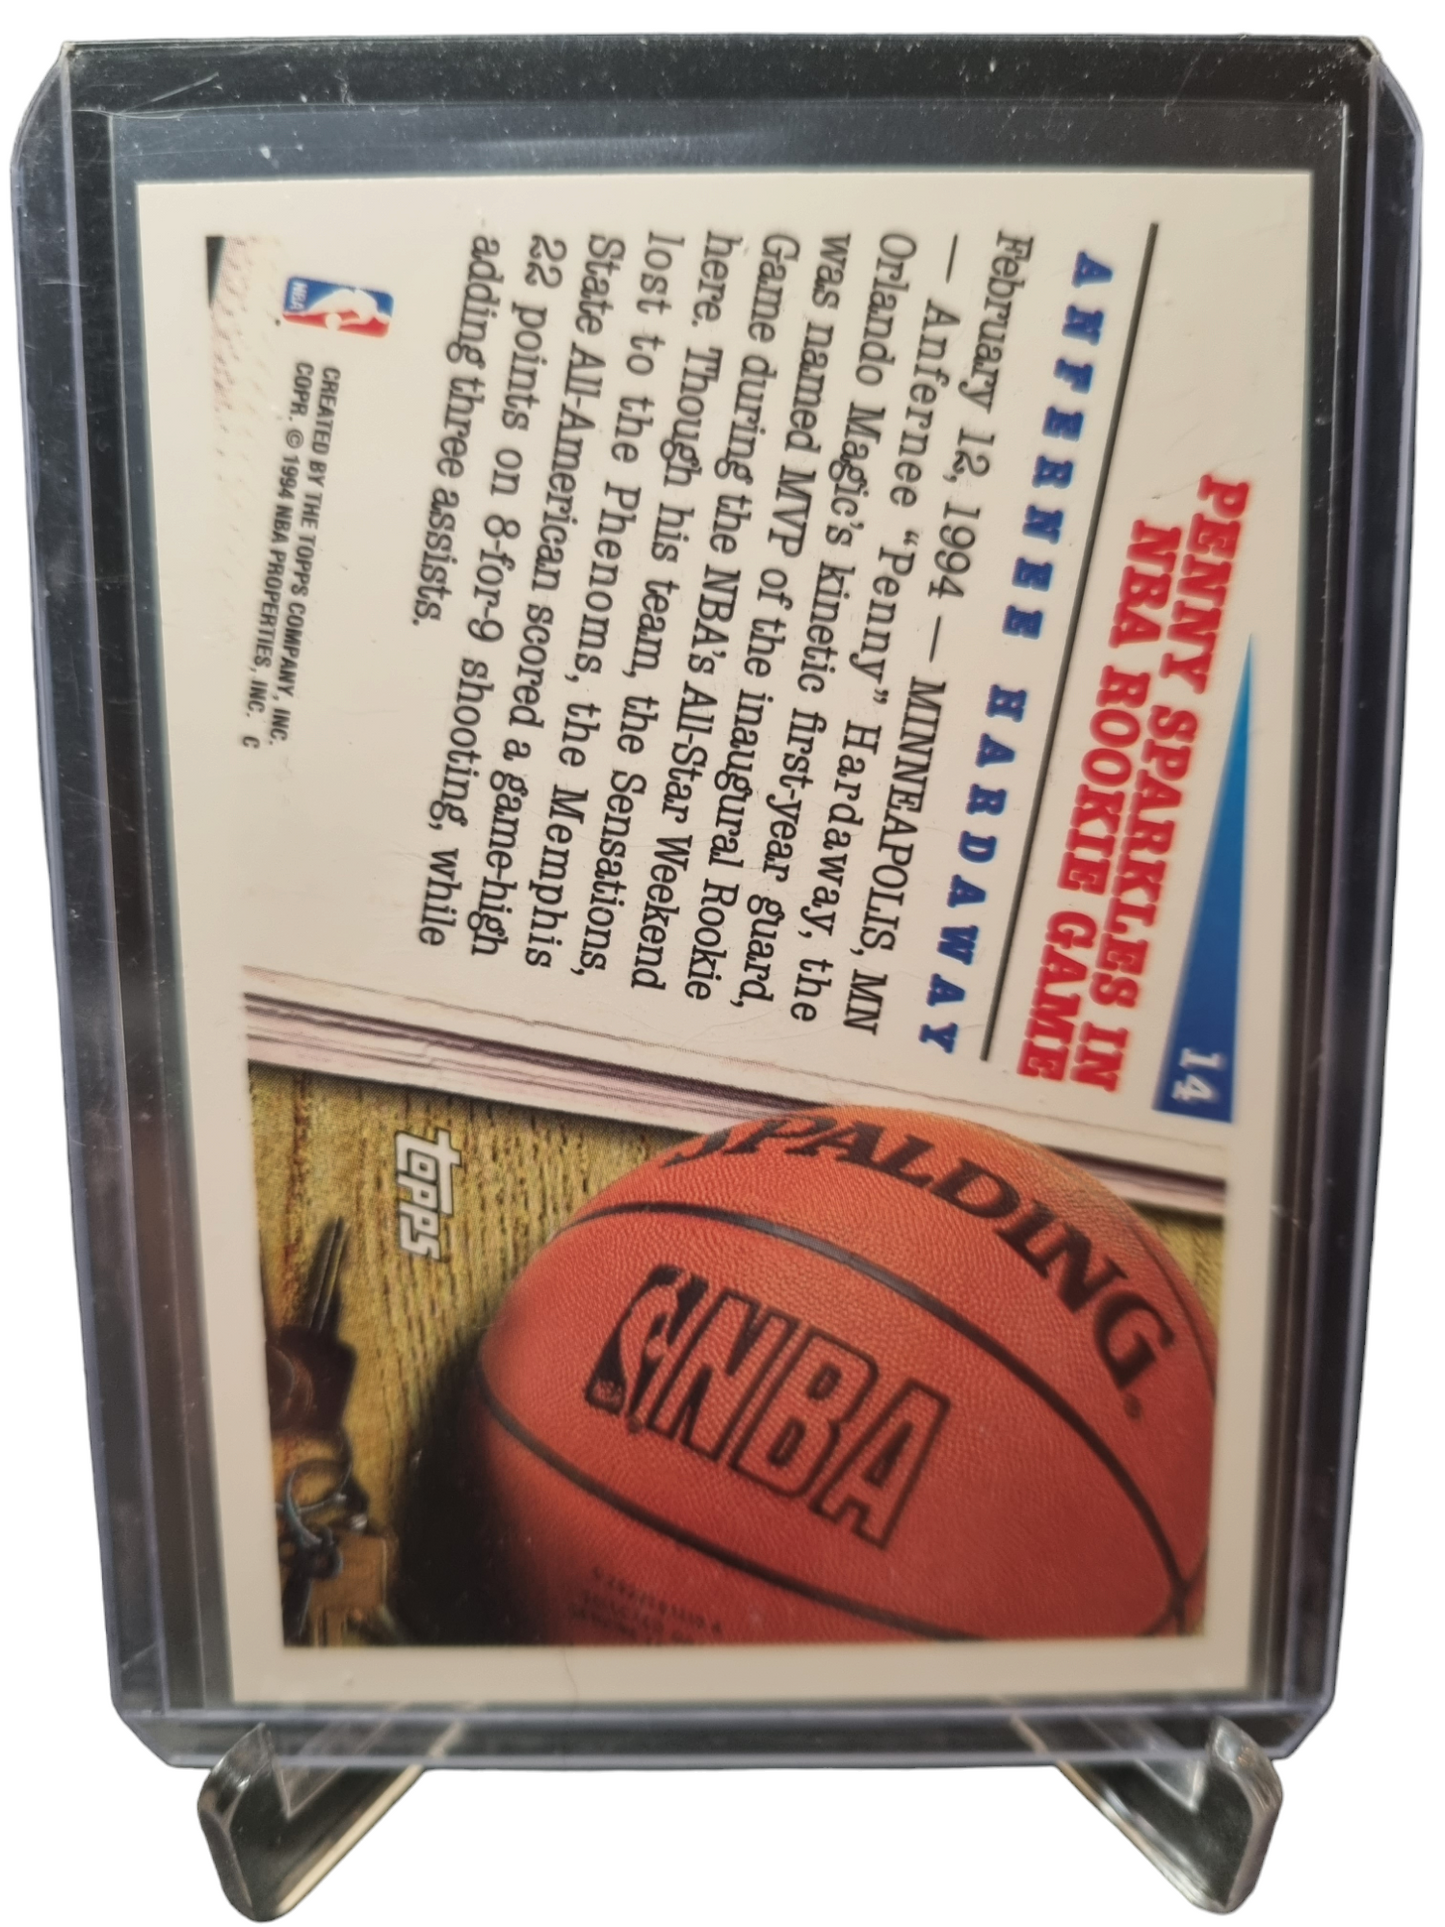 14
PENNY SPARKLES IN
NBA ROOKIE GAME
ANFERNEE HARDAWAY
February 12, 1994 — MINNEAPOLIS, MN
— Anfernee “Penny” Hardaway, the
Orlando Magic’s kinetic first-year guard,
was named MVP of the inaugural Rookie
Game during the NBA’s All-Star Weekend
here. Though his team, the Sensations,
lost to the Phenoms, the Memphis
State All-American scored a game-high
22 points on 8-for-9 shooting, while
adding three assists.
NBA
CREATED BY THE TOPPS COMPANY, INC.
COPR. © 1994 NBA PROPERTIES, INC. C
SPALDING
NBA
TOPPS